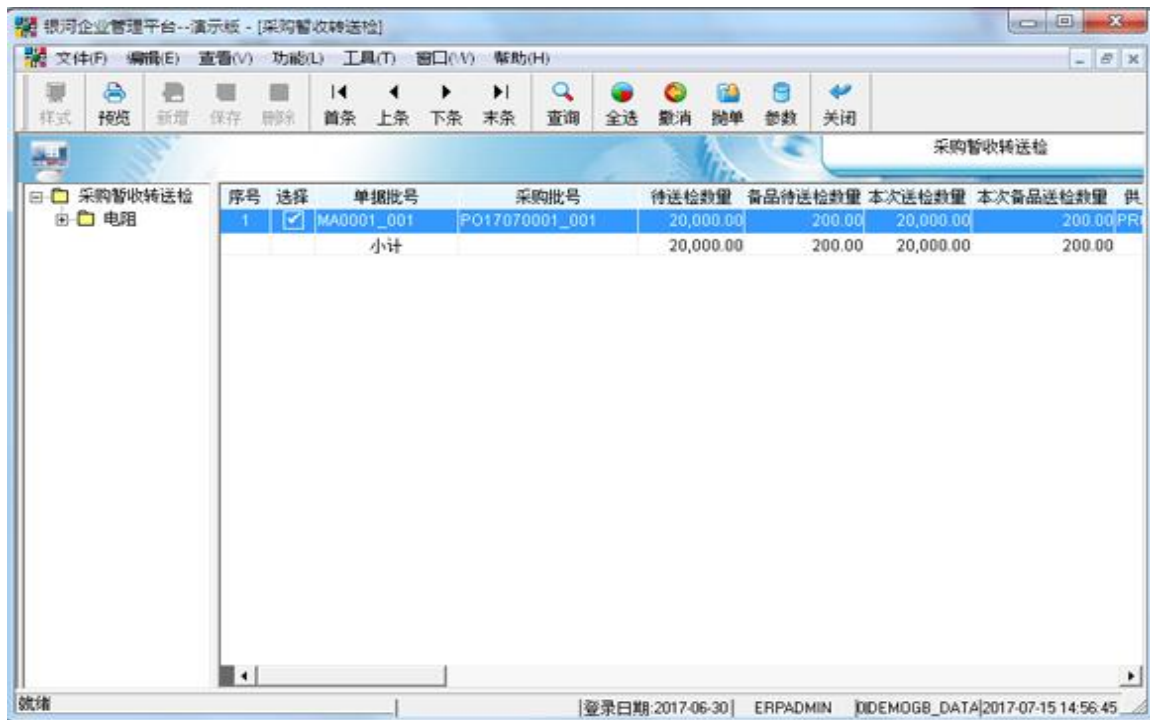 银河企业管理平台--演示版 - [采购暂收转送检]
文件(F) 编辑(E) 查看(V) 功能(L) 工具(T) 窗口(W) 帮助(H)
样式 预览 新增 保存 删除 首条 上条 下条 末条 查询 全选 撤消 抛单 参数 关闭
采购暂收转送检
采购暂收转送检
电阻
序号 选择 单据批号 采购批号 待送检数量 备品待送检数量 本次送检数量 本次备品送检数量 供
1 MA0001_001 PO17070001_001 20,000.00 200.00 20,000.00 200.00 PR
小计 20,000.00 200.00 20,000.00 200.00
就绪 登录日期:2017-06-30 ERPADMIN DEMOGB_DATA 2017-07-15 14:56:45